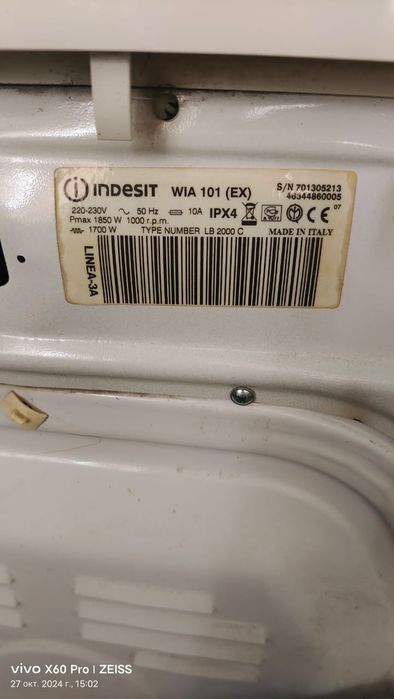 indesit WIA 101 (EX) S/N 701305213
46344860005
220-230V 50 Hz 10A IPX4 07
Pmax 1850 W 1000 r.p.m.
1700 W TYPE NUMBER LB 2000 C MADE IN ITALY
LINEA-3A
vivo X60 Pro | ZEISS
27 окт. 2024 г., 15:02